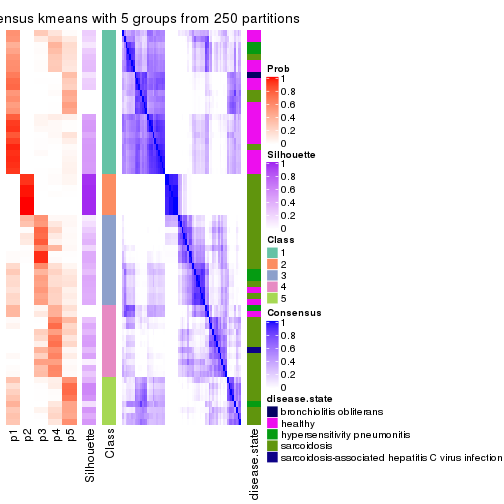 ensus kmeans with 5 groups from 250 partitions
Prob
1
0.8
0.6
0.4
0.2
0
Silhouette
1
0.8
0.6
0.4
0.2
0
Class
1
2
3
4
5
Consensus
1
0.8
0.6
0.4
0.2
0
disease.state
bronchiolitis obliterans
healthy
hypersensitivity pneumonitis
sarcoidosis
sarcoidosis-associated hepatitis C virus infection
p1
p2
p3
p4
p5
Silhouette
Class
disease.state